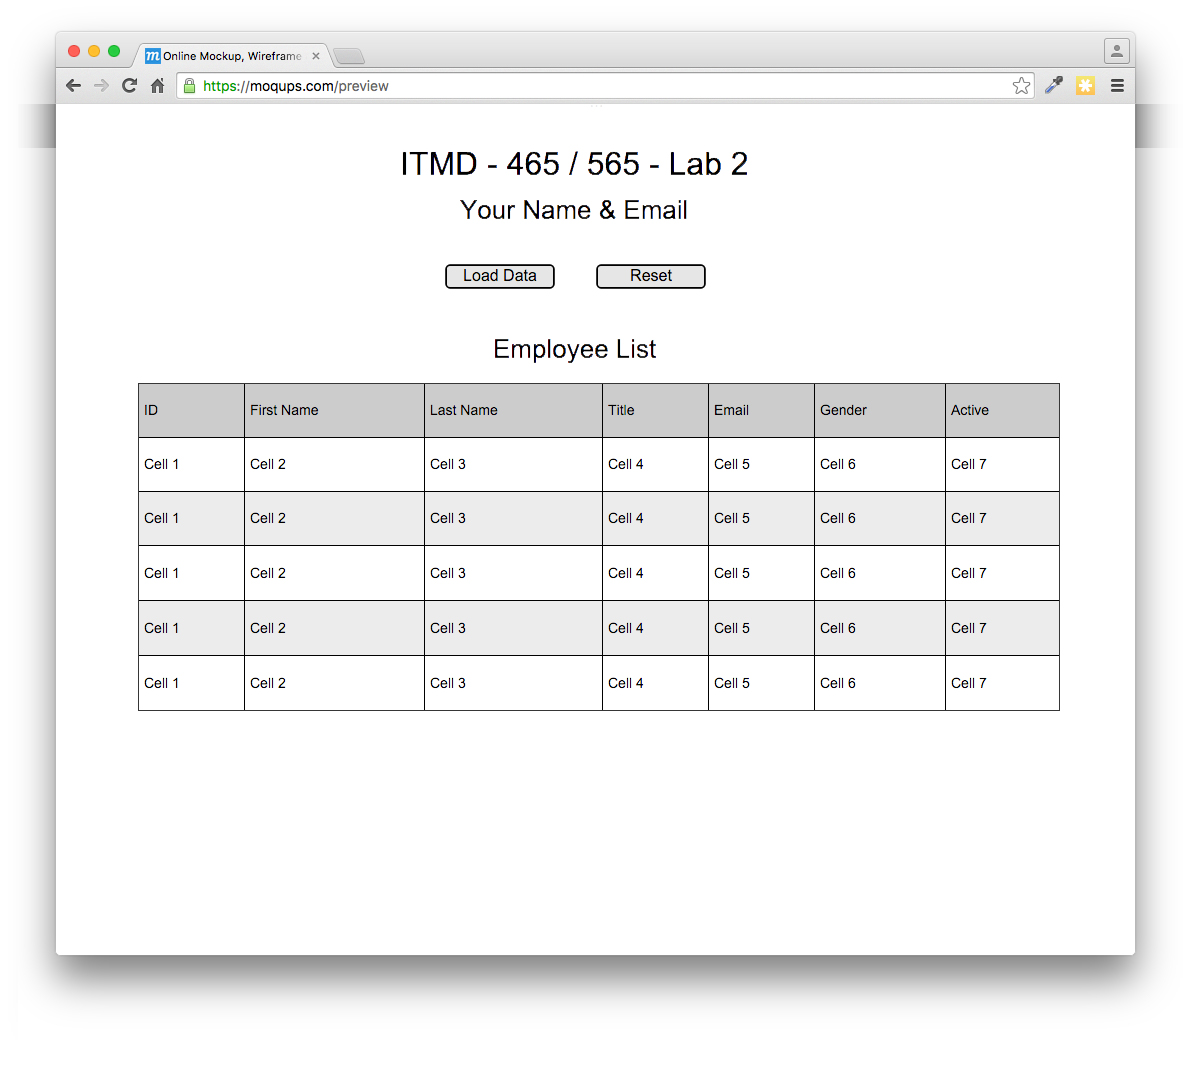 m Online Mockup, Wireframe
https://moqups.com/preview
ITMD - 465 / 565 - Lab 2
Your Name & Email
Load Data Reset
Employee List
ID First Name Last Name Title Email Gender Active
Cell 1 Cell 2 Cell 3 Cell 4 Cell 5 Cell 6 Cell 7
Cell 1 Cell 2 Cell 3 Cell 4 Cell 5 Cell 6 Cell 7
Cell 1 Cell 2 Cell 3 Cell 4 Cell 5 Cell 6 Cell 7
Cell 1 Cell 2 Cell 3 Cell 4 Cell 5 Cell 6 Cell 7
Cell 1 Cell 2 Cell 3 Cell 4 Cell 5 Cell 6 Cell 7